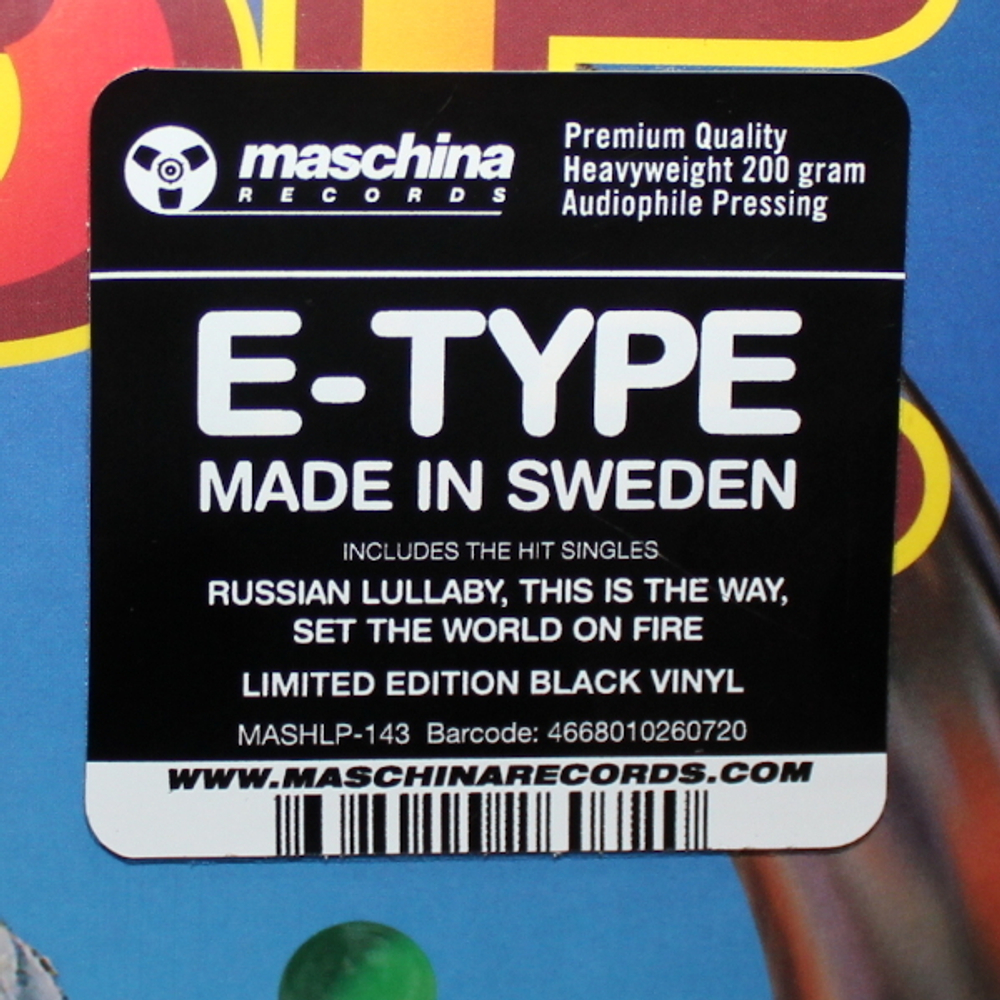 maschina
RECORDS
Premium Quality
Heavyweight 200 gram
Audiophile Pressing
E-TYPE
MADE IN SWEDEN
INCLUDES THE HIT SINGLES
RUSSIAN LULLABY, THIS IS THE WAY,
SET THE WORLD ON FIRE
LIMITED EDITION BLACK VINYL
MASHLP-143 Barcode: 4668010260720
WWW.MASCHINARECORDS.COM